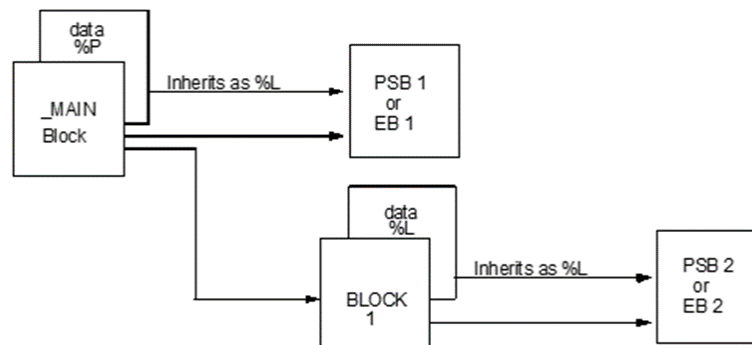 data
%P
_MAIN
Block
Inherits as %L
PSB 1
or
EB 1
data
%L
BLOCK
1
Inherits as %L
PSB 2
or
EB 2